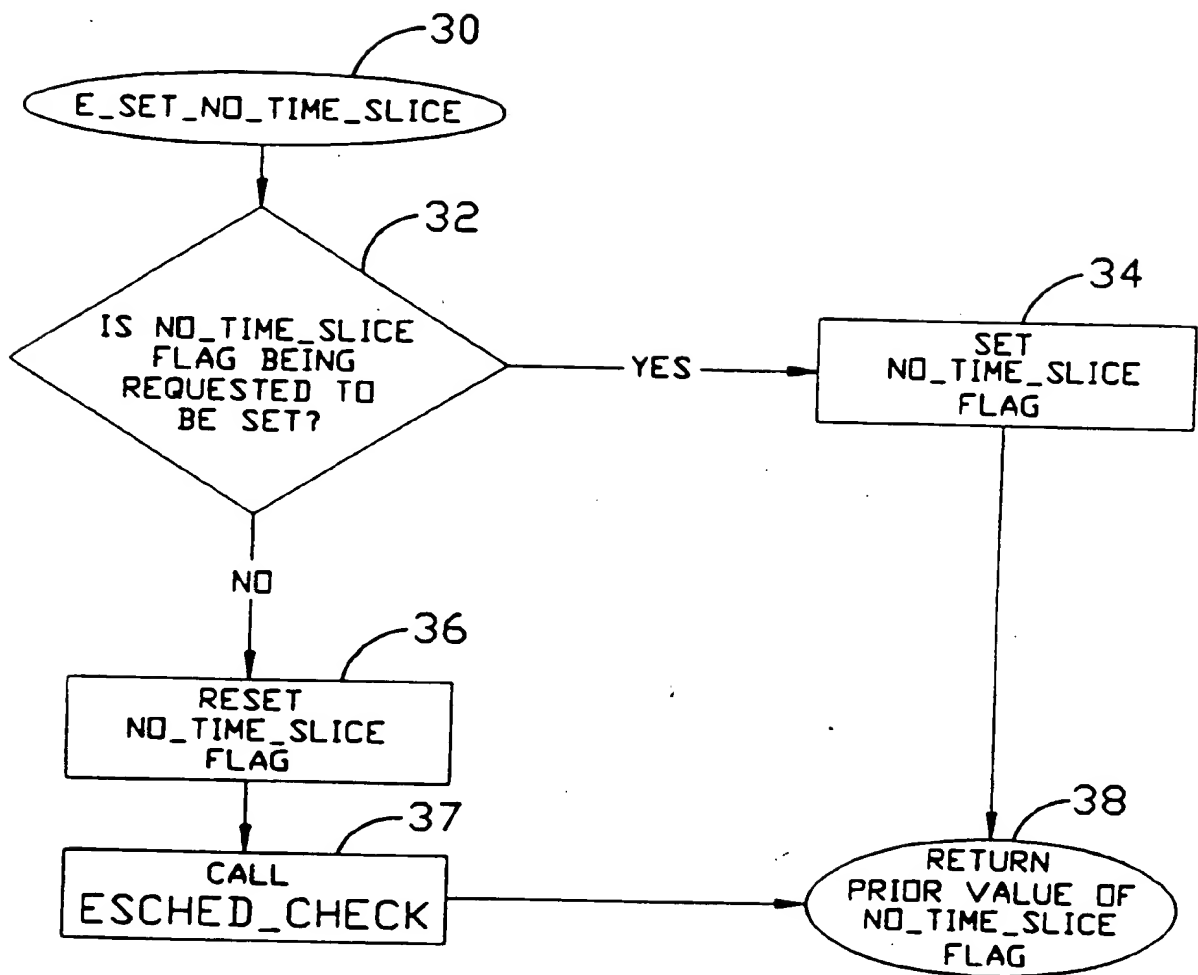 30
E_SET_NO_TIME_SLICE
32
IS NO_TIME_SLICE
FLAG BEING
REQUESTED TO
BE SET?
YES
34
SET
NO_TIME_SLICE
FLAG
NO
36
RESET
NO_TIME_SLICE
FLAG
37
CALL
ESCHED_CHECK
38
RETURN
PRIOR VALUE OF
NO_TIME_SLICE
FLAG